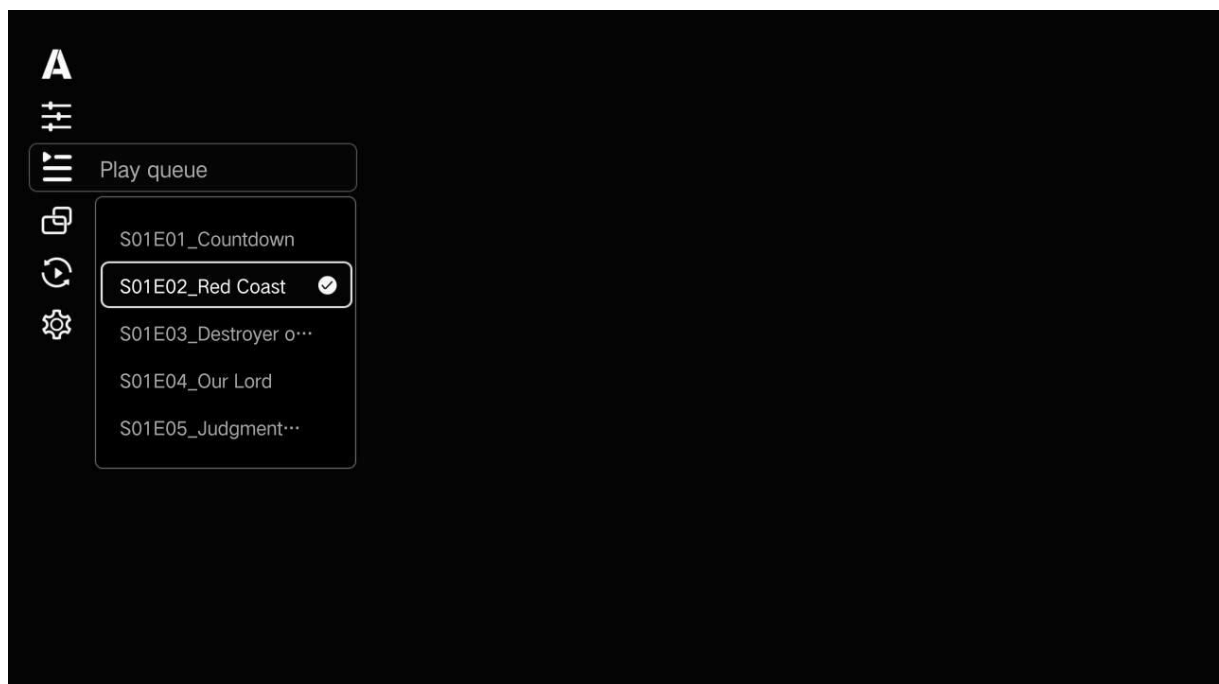 A
Play queue
S01E01_Countdown
S01E02_Red Coast
S01E03_Destroyer o···
S01E04_Our Lord
S01E05_Judgment···